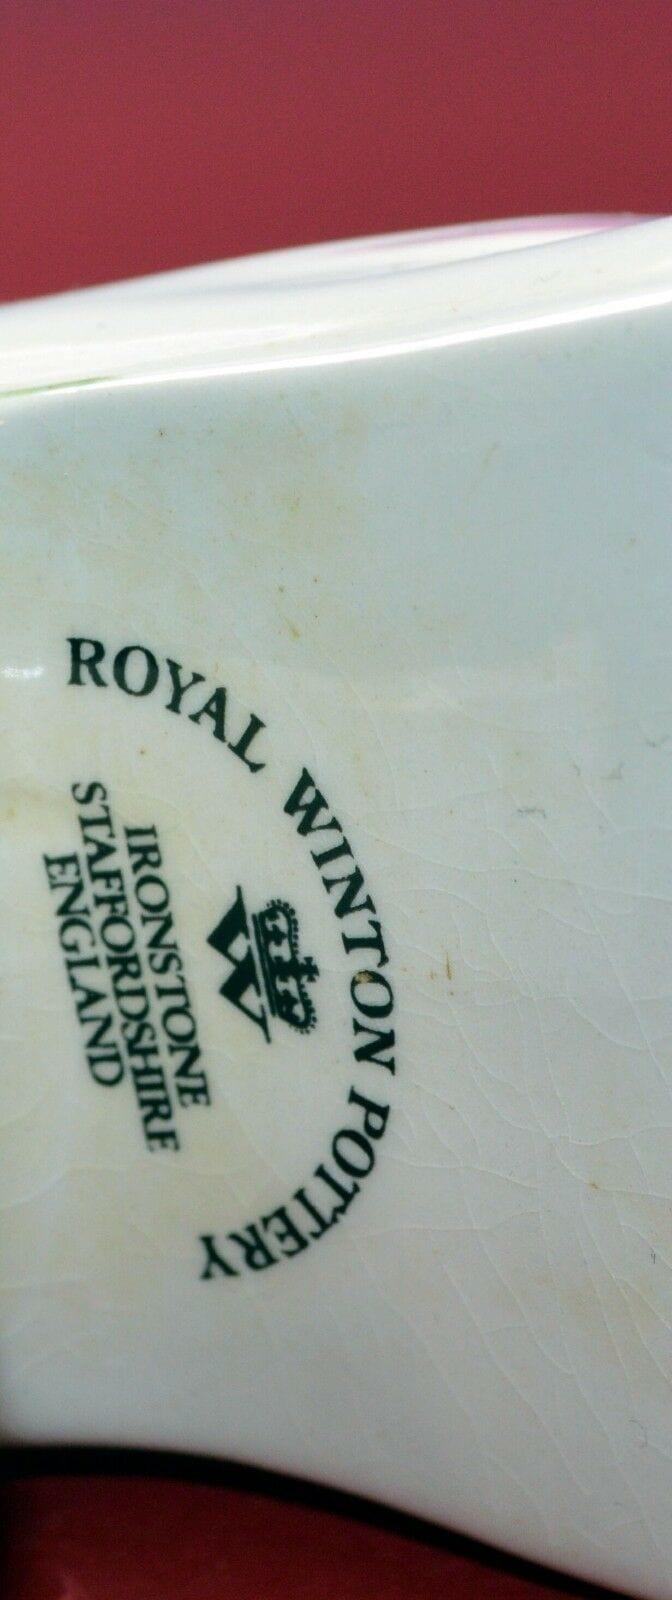 ROYAL WINTON POTTERY
W
IRONSTONE
STAFFORDSHIRE
ENGLAND